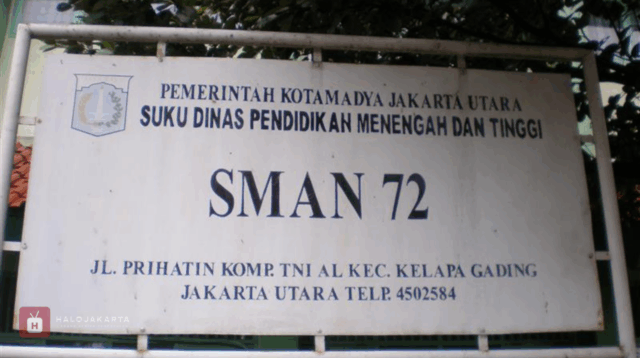 PEMERINTAH KOTAMADYA JAKARTA UTARA
SUKU DINAS PENDIDIKAN MENENGAH DAN TINGGI
SMAN 72
JL. PRIHATIN KOMP. TNI AL KEC. KELAPA GADING
JAKARTA UTARA TELP. 4502584
H HALOJAKARTA